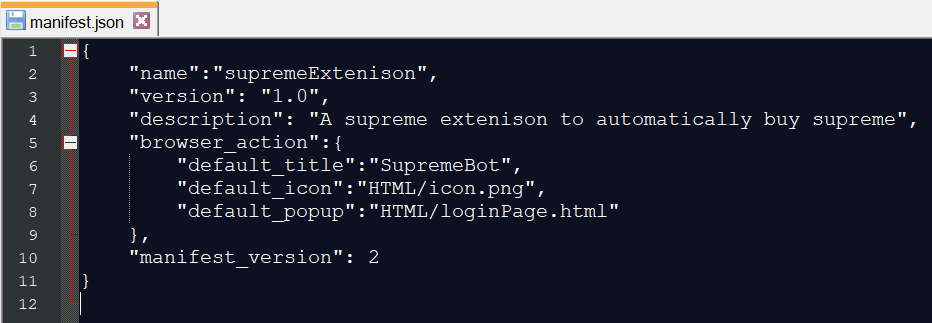 manifest.json
1 {
2 "name":"supremeExtenison",
3 "version": "1.0",
4 "description": "A supreme extenison to automatically buy supreme",
5 "browser_action":{
6 "default_title":"SupremeBot",
7 "default_icon":"HTML/icon.png",
8 "default_popup":"HTML/loginPage.html"
9 },
10 "manifest_version": 2
11 }
12